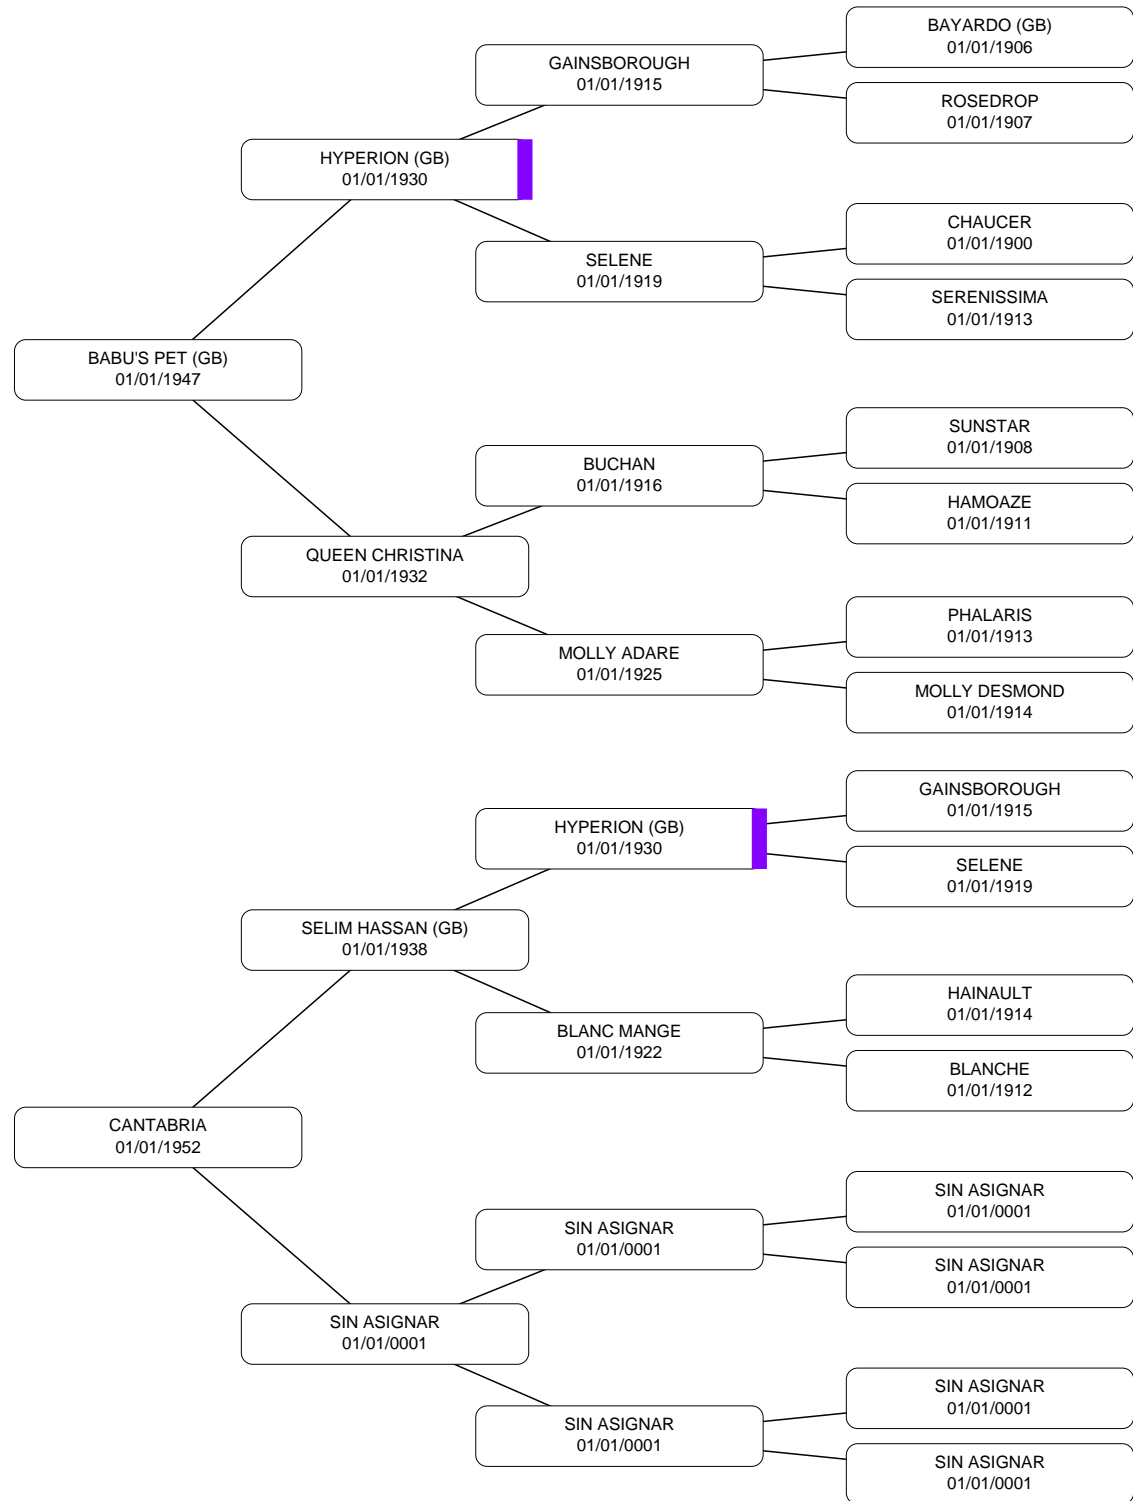 BAYARDO (GB)
01/01/1906
GAINSBOROUGH
01/01/1915
ROSEDROP
01/01/1907
HYPERION (GB)
01/01/1930
CHAUCER
01/01/1900
SELENE
01/01/1919
SERENISSIMA
01/01/1913
BABU'S PET (GB)
01/01/1947
SUNSTAR
01/01/1908
BUCHAN
01/01/1916
HAMOAZE
01/01/1911
QUEEN CHRISTINA
01/01/1932
PHALARIS
01/01/1913
MOLLY ADARE
01/01/1925
MOLLY DESMOND
01/01/1914
GAINSBOROUGH
01/01/1915
HYPERION (GB)
01/01/1930
SELENE
01/01/1919
SELIM HASSAN (GB)
01/01/1938
HAINAULT
01/01/1914
BLANC MANGE
01/01/1922
BLANCHE
01/01/1912
CANTABRIA
01/01/1952
SIN ASIGNAR
01/01/0001
SIN ASIGNAR
01/01/0001
SIN ASIGNAR
01/01/0001
SIN ASIGNAR
01/01/0001
SIN ASIGNAR
01/01/0001
SIN ASIGNAR
01/01/0001
SIN ASIGNAR
01/01/0001